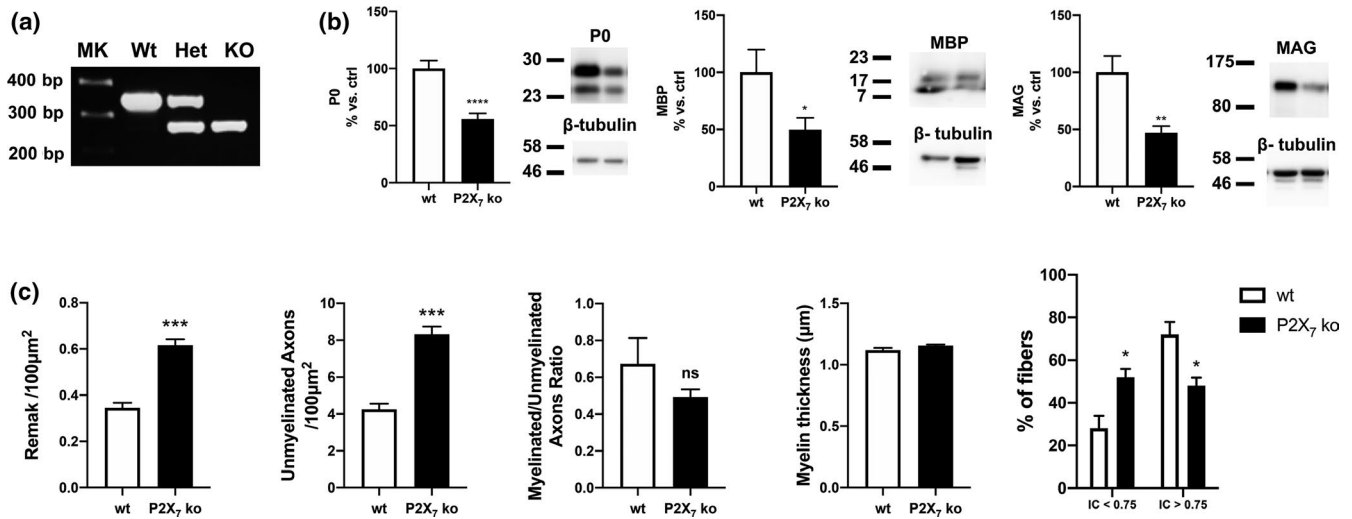 (a)
MK Wt Het KO
400 bp
300 bp
200 bp
(b)
P0
% vs. ctrl
150
100
50
0
****
wt P2X7 ko
P0
30
23
β-tubulin
58
46
MBP
% vs. ctrl
150
100
50
0
*
wt P2X7 ko
MBP
23
17
7
β- tubulin
58
46
MAG
% vs. ctrl
150
100
50
0
**
wt P2X7 ko
MAG
175
80
β- tubulin
58
46
(c)
Remak /100µm2
0.8
0.6
0.4
0.2
0.0
***
wt P2X7 ko
Unmyelinated Axons
/100µm2
10
8
6
4
2
0
***
wt P2X7 ko
Myelinated/Unmyelinated
Axons Ratio
1.0
0.8
0.6
0.4
0.2
0.0
ns
wt P2X7 ko
Myelin thickness (µm)
1.5
1.0
0.5
0.0
wt P2X7 ko
% of fibers
100
80
60
40
20
0
*
*
IC < 0.75 IC > 0.75
wt
P2X7 ko